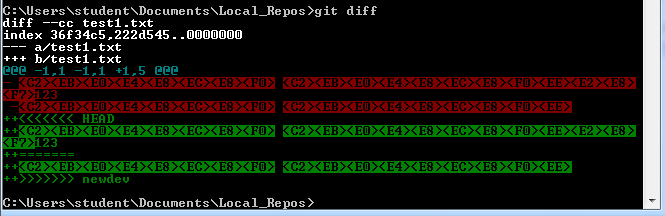 C:\Users\student\Documents\Local_Repos>git diff
diff --cc test1.txt
index 36f34c5,222d545..0000000
--- a/test1.txt
+++ b/test1.txt
@@@ -1,1 -1,1 +1,5 @@@
- <C2><EB><E0><E4><E8><EC><E8><F0> <C2><EB><E0><E4><E8><EC><E8><F0><EE><E2><E8>
<F7>123
 -<C2><EB><E0><E4><E8><EC><E8><F0> <C2><EB><E0><E4><E8><EC><E8><F0><EE>
++<<<<<<< HEAD
++<C2><EB><E0><E4><E8><EC><E8><F0> <C2><EB><E0><E4><E8><EC><E8><F0><EE><E2><E8>
<F7>123
++=======
++<C2><EB><E0><E4><E8><EC><E8><F0> <C2><EB><E0><E4><E8><EC><E8><F0><EE>
++>>>>>>> newdev
C:\Users\student\Documents\Local_Repos>